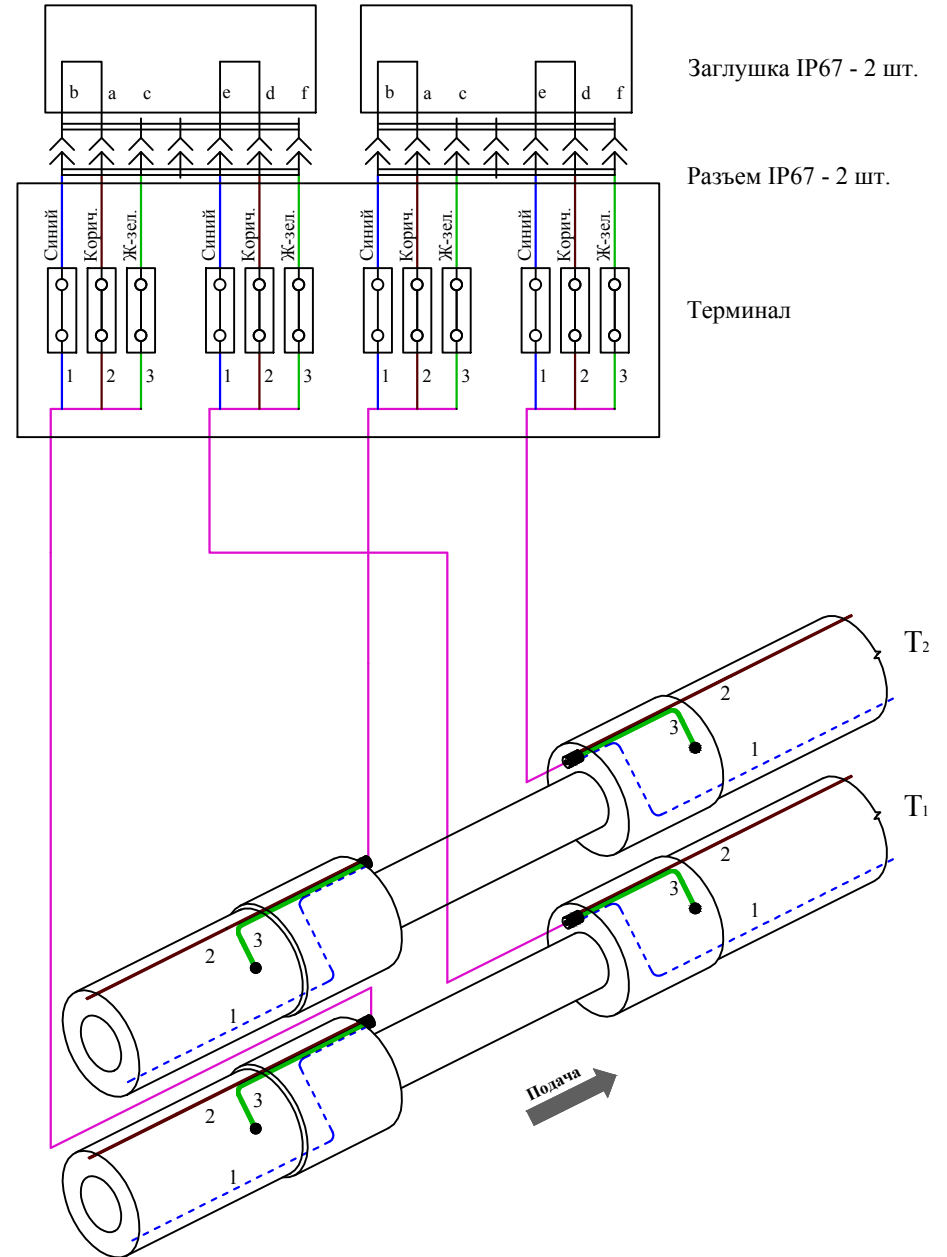 Заглушка IP67 - 2 шт.
b a c e d f b a c e d f
Разъем IP67 - 2 шт.
Синий Корич. Ж-зел. Синий Корич. Ж-зел. Синий Корич. Ж-зел. Синий Корич. Ж-зел.
Терминал
1 2 3 1 2 3 1 2 3 1 2 3
T2
2
3
1
T1
2
3
1
2 3
1
Подача
2 3
1